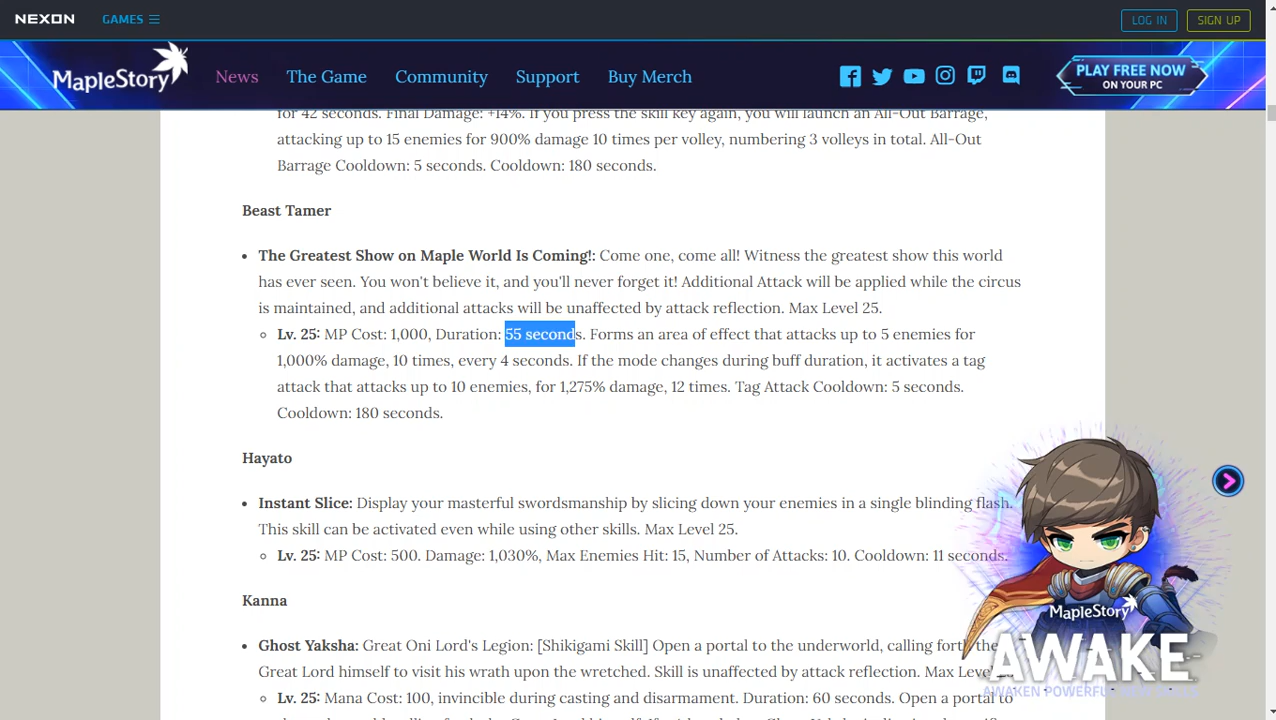 NEXON GAMES LOG IN SIGN UP
MapleStory News The Game Community Support Buy Merch PLAY FREE NOW
ON YOUR PC
for 42 seconds. Final Damage: +14%. If you press the skill key again, you will launch an All-Out Barrage,
attacking up to 15 enemies for 900% damage 10 times per volley, numbering 3 volleys in total. All-Out
Barrage Cooldown: 5 seconds. Cooldown: 180 seconds.
Beast Tamer
• The Greatest Show on Maple World Is Coming!: Come one, come all! Witness the greatest show this world
has ever seen. You won't believe it, and you'll never forget it! Additional Attack will be applied while the circus
is maintained, and additional attacks will be unaffected by attack reflection. Max Level 25.
Lv. 25: MP Cost: 1,000, Duration: 55 seconds. Forms an area of effect that attacks up to 5 enemies for
1,000% damage, 10 times, every 4 seconds. If the mode changes during buff duration, it activates a tag
attack that attacks up to 10 enemies, for 1,275% damage, 12 times. Tag Attack Cooldown: 5 seconds.
Cooldown: 180 seconds.
Hayato
• Instant Slice: Display your masterful swordsmanship by slicing down your enemies in a single blinding flash.
This skill can be activated even while using other skills. Max Level 25.
Lv. 25: MP Cost: 500. Damage: 1,030%, Max Enemies Hit: 15, Number of Attacks: 10. Cooldown: 11 seconds.
Kanna
• Ghost Yaksha: Great Oni Lord's Legion: [Shikigami Skill] Open a portal to the underworld, calling forth the
Great Lord himself to visit his wrath upon the wretched. Skill is unaffected by attack reflection. Max Level
Lv. 25: Mana Cost: 100, invincible during casting and disarmament. Duration: 60 seconds. Open a portal to
MapleStory
AWAKE
AWAKEN POWERFUL NEW SKILLS